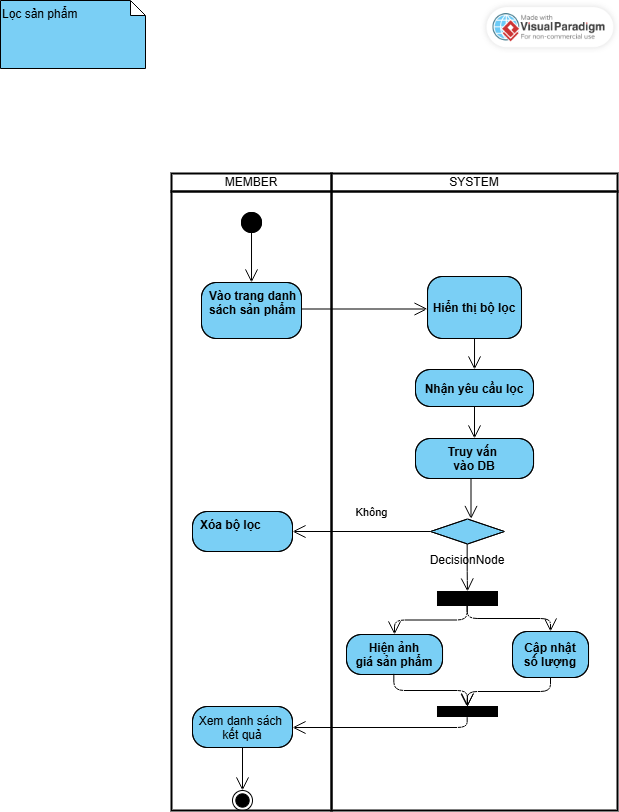 Lọc sản phẩm
Made with
VisualParadigm
For non-commercial use
MEMBER
SYSTEM
Vào trang danh
sách sản phẩm
Hiển thị bộ lọc
Nhận yêu cầu lọc
Truy vấn
vào DB
Không
Xóa bộ lọc
DecisionNode
Hiện ảnh
giá sản phẩm
Cập nhật
số lượng
Xem danh sách
kết quả